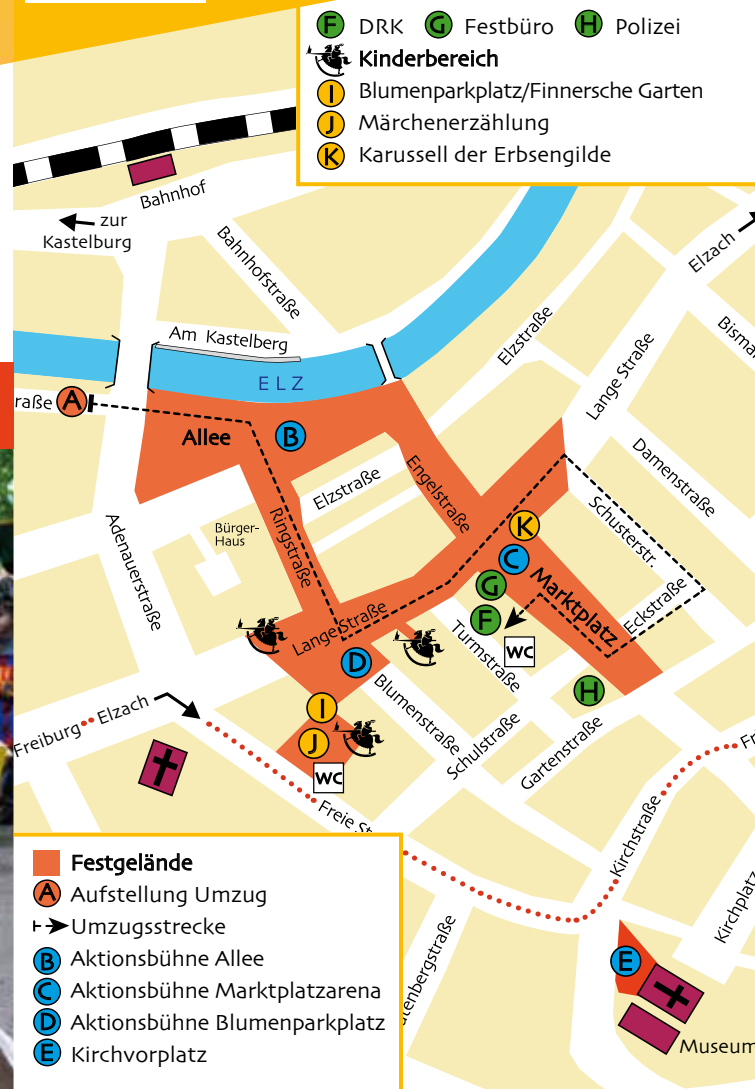 F DRK G Festbüro H Polizei
Kinderbereich
I Blumenparkplatz/Finnersche Garten
J Märchenerzählung
K Karussell der Erbsengilde
Bahnhof
zur
Kastelburg
Bahnhofstraße
Elzach
Am Kastelberg
Elzstraße
Lange Straße
ELZ
raße A
Allee
B
Damenstraße
Elzstraße
Engelstraße
K
Schusterstr.
Bürger-
Haus
Ringstraße
Adenauerstraße
C
G
Marktplatz
F
Eckstraße
Lange Straße
Turmstraße
WC
D
H
Blumenstraße
I
Schulstraße
Gartenstraße
Freiburg Elzach
J
WC
Freie St
Fr
Kirchstraße
Kirchplatz
E
Museum
Festgelände
A Aufstellung Umzug
Umzugsstrecke
B Aktionsbühne Allee
C Aktionsbühne Marktplatzarena
D Aktionsbühne Blumenparkplatz
E Kirchvorplatz